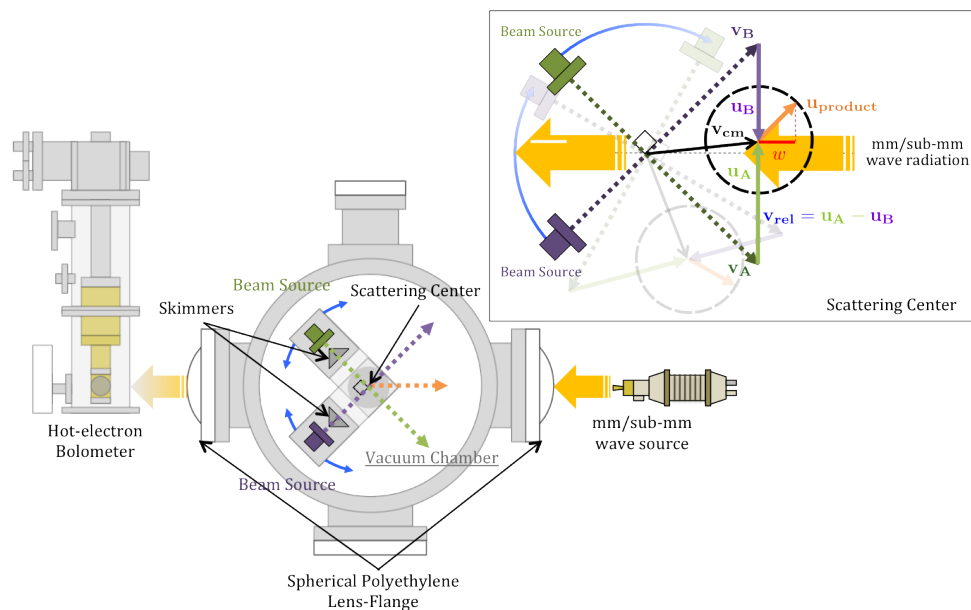 Beam Source
v_B
u_B
u_product
v_cm
w
mm/sub-mm
wave radiation
u_A
v_rel = u_A − u_B
Beam Source
v_A
Scattering Center
Beam Source
Scattering Center
Skimmers
Hot-electron
Bolometer
mm/sub-mm
wave source
Vacuum Chamber
Beam Source
Spherical Polyethylene
Lens-Flange